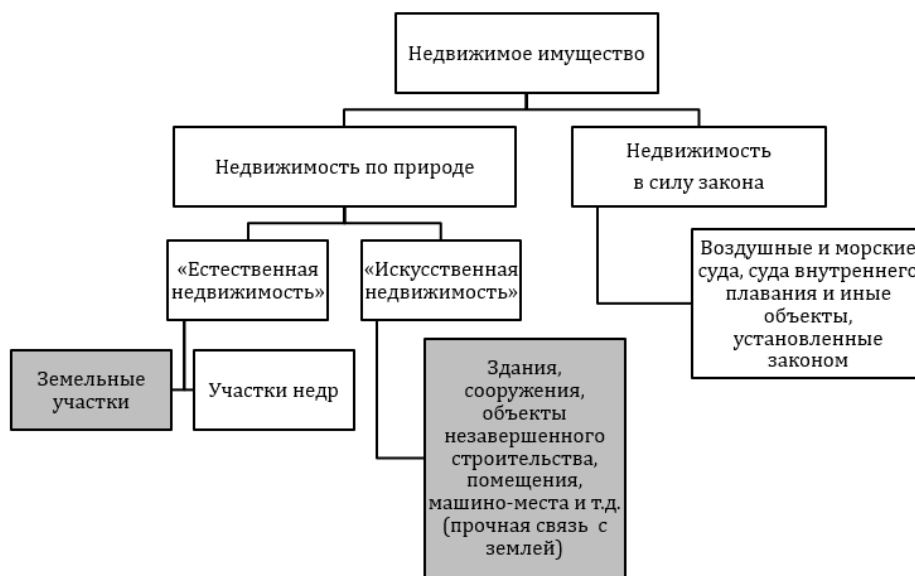 Недвижимое имущество
Недвижимость по природе
Недвижимость
в силу закона
«Естественная
недвижимость»
«Искусственная
недвижимость»
Воздушные и морские
суда, суда внутреннего
плавания и иные
объекты,
установленные
законом
Земельные
участки
Участки недр
Здания,
сооружения,
объекты
незавершенного
строительства,
помещения,
машино-места и т.д.
(прочная связь с
землей)